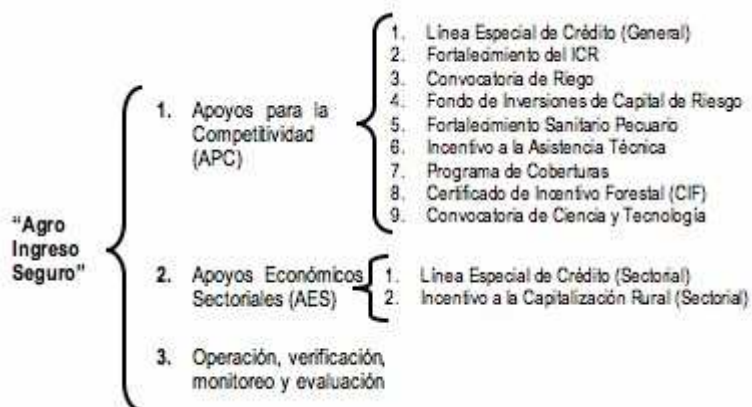 "Agro
Ingreso
Seguro"
1. Apoyos para la
Competitividad
(APC)
1. Línea Especial de Crédito (General)
2. Fortalecimiento del ICR
3. Convocatoria de Riego
4. Fondo de Inversiones de Capital de Riesgo
5. Fortalecimiento Sanitario Pecuario
6. Incentivo a la Asistencia Técnica
7. Programa de Coberturas
8. Certificado de Incentivo Forestal (CIF)
9. Convocatoria de Ciencia y Tecnología
2. Apoyos Económicos
Sectoriales (AES)
1. Línea Especial de Crédito (Sectorial)
2. Incentivo a la Capitalización Rural (Sectorial)
3. Operación, verificación,
monitoreo y evaluación